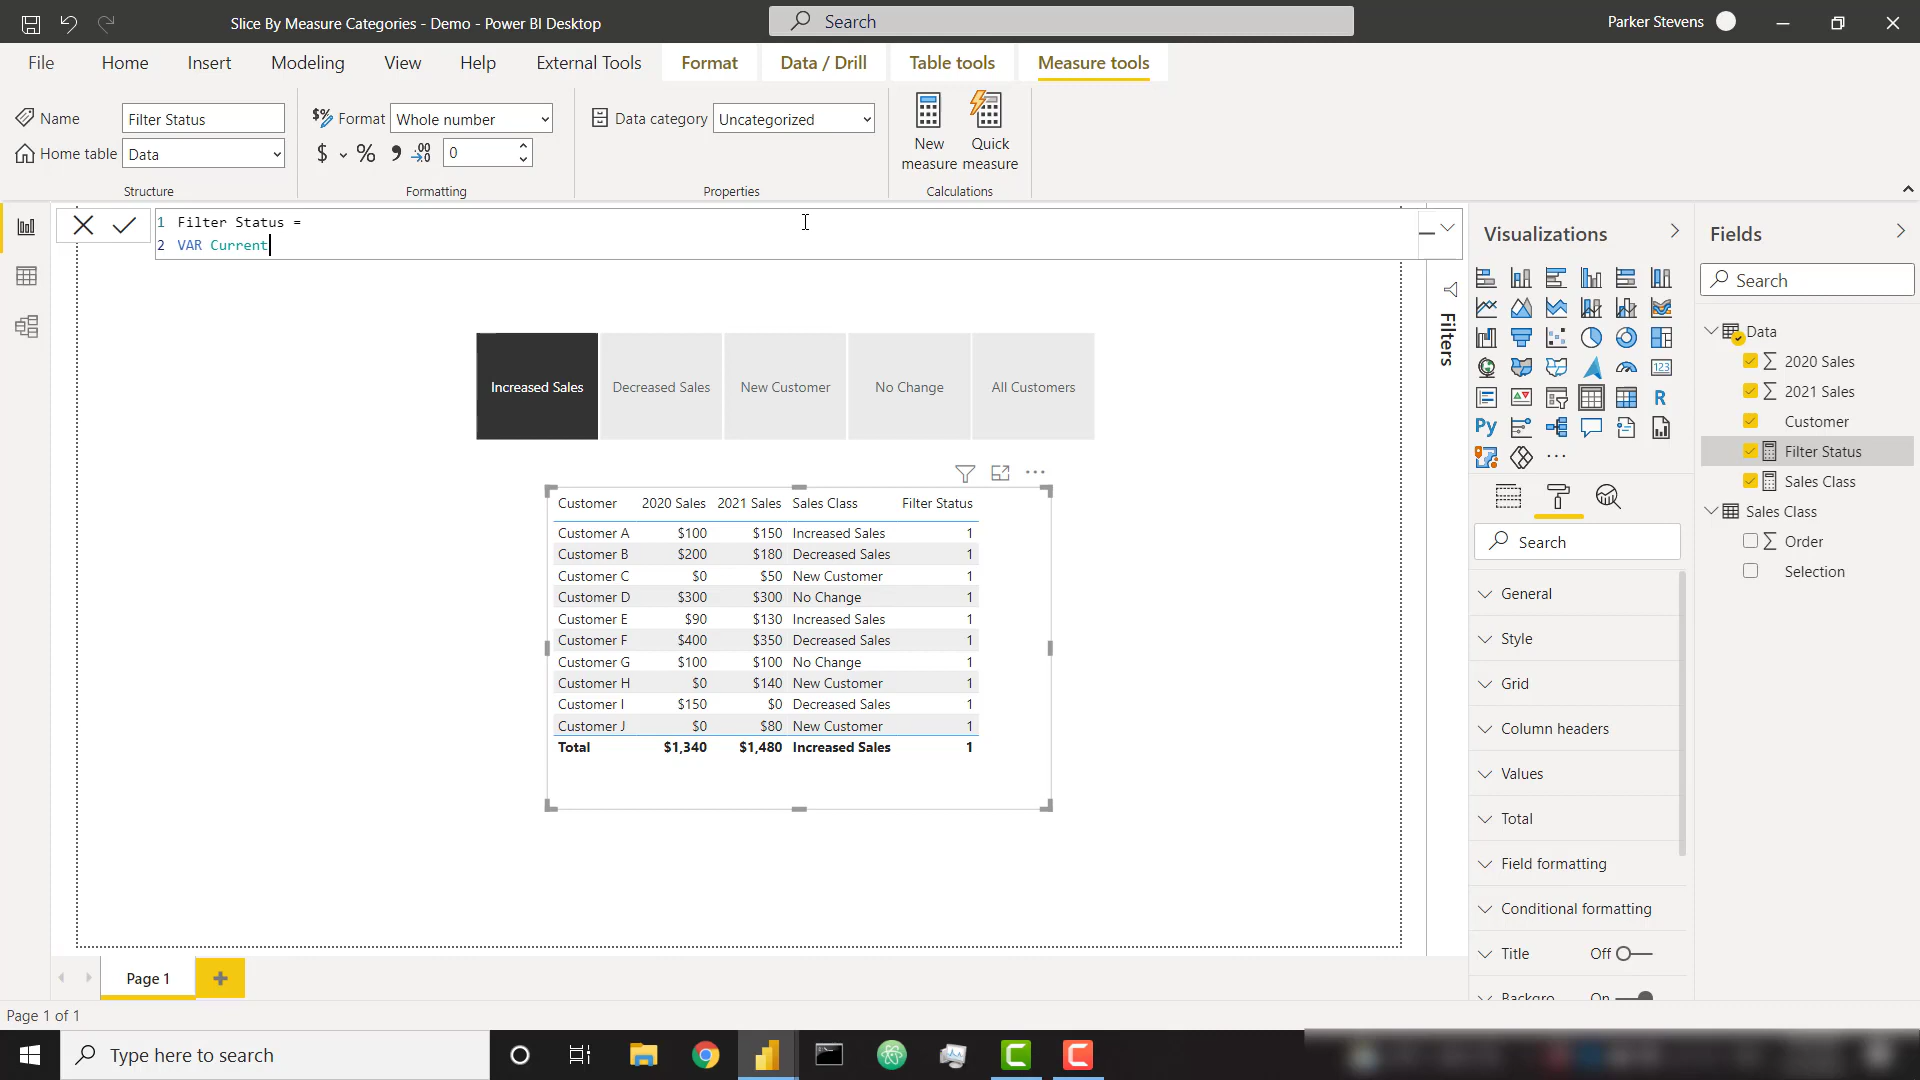 Slice By Measure Categories - Demo - Power BI Desktop
Search
Parker Stevens
File Home Insert Modeling View Help External Tools Format Data / Drill Table tools Measure tools
Name Filter Status
Home table Data
Structure
Format Whole number
$ % 0
Formatting
Data category Uncategorized
Properties
New measure
Quick measure
Calculations
1 Filter Status =
2 VAR Current
Increased Sales Decreased Sales New Customer No Change All Customers
Customer 2020 Sales 2021 Sales Sales Class Filter Status
Customer A $100 $150 Increased Sales 1
Customer B $200 $180 Decreased Sales 1
Customer C $0 $50 New Customer 1
Customer D $300 $300 No Change 1
Customer E $90 $130 Increased Sales 1
Customer F $400 $350 Decreased Sales 1
Customer G $100 $100 No Change 1
Customer H $0 $140 New Customer 1
Customer I $150 $0 Decreased Sales 1
Customer J $0 $80 New Customer 1
Total $1,340 $1,480 Increased Sales 1
Filters
Visualizations
123
R
Py
Search
General
Style
Grid
Column headers
Values
Total
Field formatting
Conditional formatting
Title Off
Backgro On
Fields
Search
Data
2020 Sales
2021 Sales
Customer
Filter Status
Sales Class
Sales Class
Order
Selection
Page 1
Page 1 of 1
Type here to search